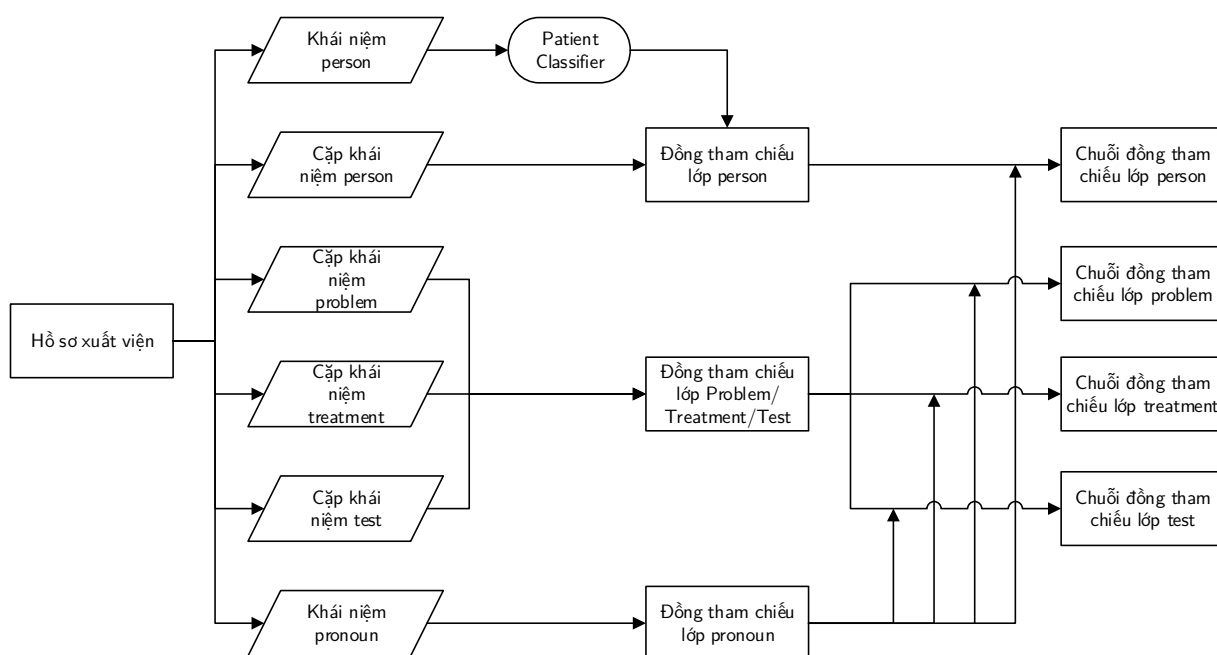 Khái niệm
person
Patient
Classifier
Cặp khái
niệm person
Đồng tham chiếu
lớp person
Chuỗi đồng tham
chiếu lớp person
Cặp khái
niệm
problem
Chuỗi đồng tham
chiếu lớp problem
Hồ sơ xuất viện
Cặp khái
niệm
treatment
Đồng tham chiếu
lớp Problem/
Treatment/Test
Chuỗi đồng tham
chiếu lớp treatment
Cặp khái
niệm test
Chuỗi đồng tham
chiếu lớp test
Khái niệm
pronoun
Đồng tham chiếu
lớp pronoun